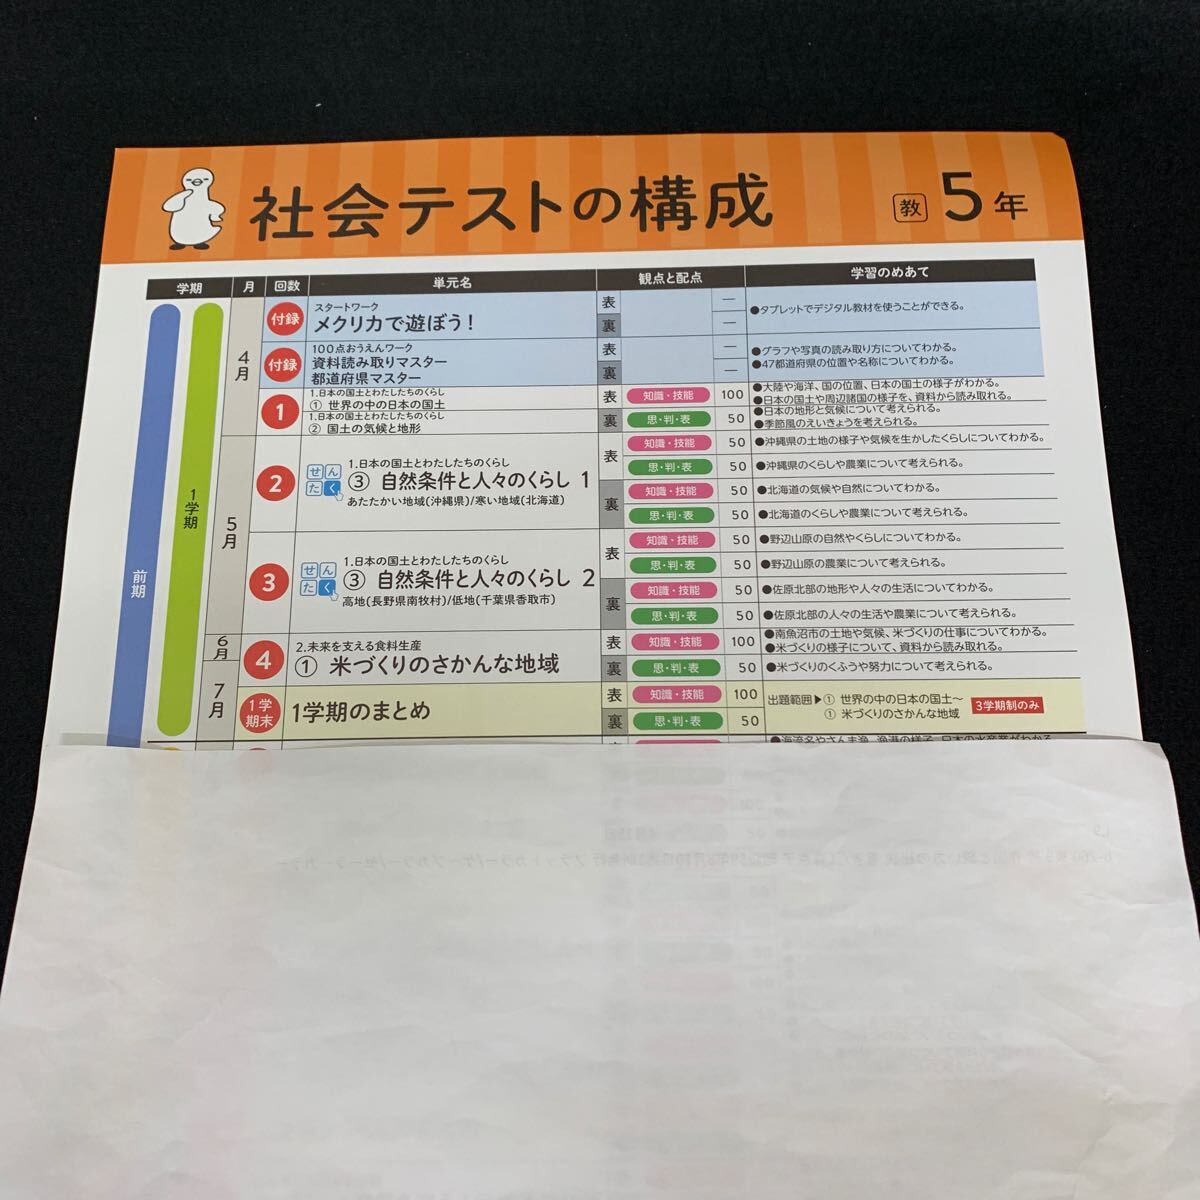 社会テストの構成
教 5年
学期 月 回数 単元名 観点と配点 学習のめあて
前期
1学期
4月
付録
スタートワーク
メクリカで遊ぼう!
表 —
裏 —
●タブレットでデジタル教材を使うことができる。
付録
100点おうえんワーク
資料読み取りマスター
都道府県マスター
表 —
裏 —
●グラフや写真の読み取り方についてわかる。
●47都道府県の位置や名称についてわかる。
1
1.日本の国土とわたしたちのくらし
① 世界の中の日本の国土
表 知識・技能 100
●大陸や海洋、国の位置、日本の国土の様子がわかる。
●日本の国土や周辺諸国の様子を、資料から読み取れる。
1.日本の国土とわたしたちのくらし
② 国土の気候と地形
裏 思・判・表 50
●日本の地形と気候について考えられる。
●季節風のえいきょうを考えられる。
5月
2
せんたく
1.日本の国土とわたしたちのくらし
③ 自然条件と人々のくらし 1
あたたかい地域(沖縄県)/寒い地域(北海道)
表 知識・技能 50 ●沖縄県の土地の様子や気候を生かしたくらしについてわかる。
思・判・表 50 ●沖縄県のくらしや農業について考えられる。
裏 知識・技能 50 ●北海道の気候や自然についてわかる。
思・判・表 50 ●北海道のくらしや農業について考えられる。
3
せんたく
1.日本の国土とわたしたちのくらし
③ 自然条件と人々のくらし 2
高地(長野県南牧村)/低地(千葉県香取市)
表 知識・技能 50 ●野辺山原の自然やくらしについてわかる。
思・判・表 50 ●野辺山原の農業について考えられる。
裏 知識・技能 50 ●佐原北部の地形や人々の生活についてわかる。
思・判・表 50 ●佐原北部の人々の生活や農業について考えられる。
6月
7月
4
2.未来を支える食料生産
① 米づくりのさかんな地域
表 知識・技能 100
●南魚沼市の土地や気候、米づくりの仕事についてわかる。
●米づくりの様子について、資料から読み取れる。
裏 思・判・表 50 ●米づくりのくふうや努力について考えられる。
1学期末
1学期のまとめ
表 知識・技能 100
裏 思・判・表 50
出題範囲▶① 世界の中の日本の国土〜
① 米づくりのさかんな地域
3学期制のみ
●海流名やさんま漁、漁港の様子、日本の水産業がわかる